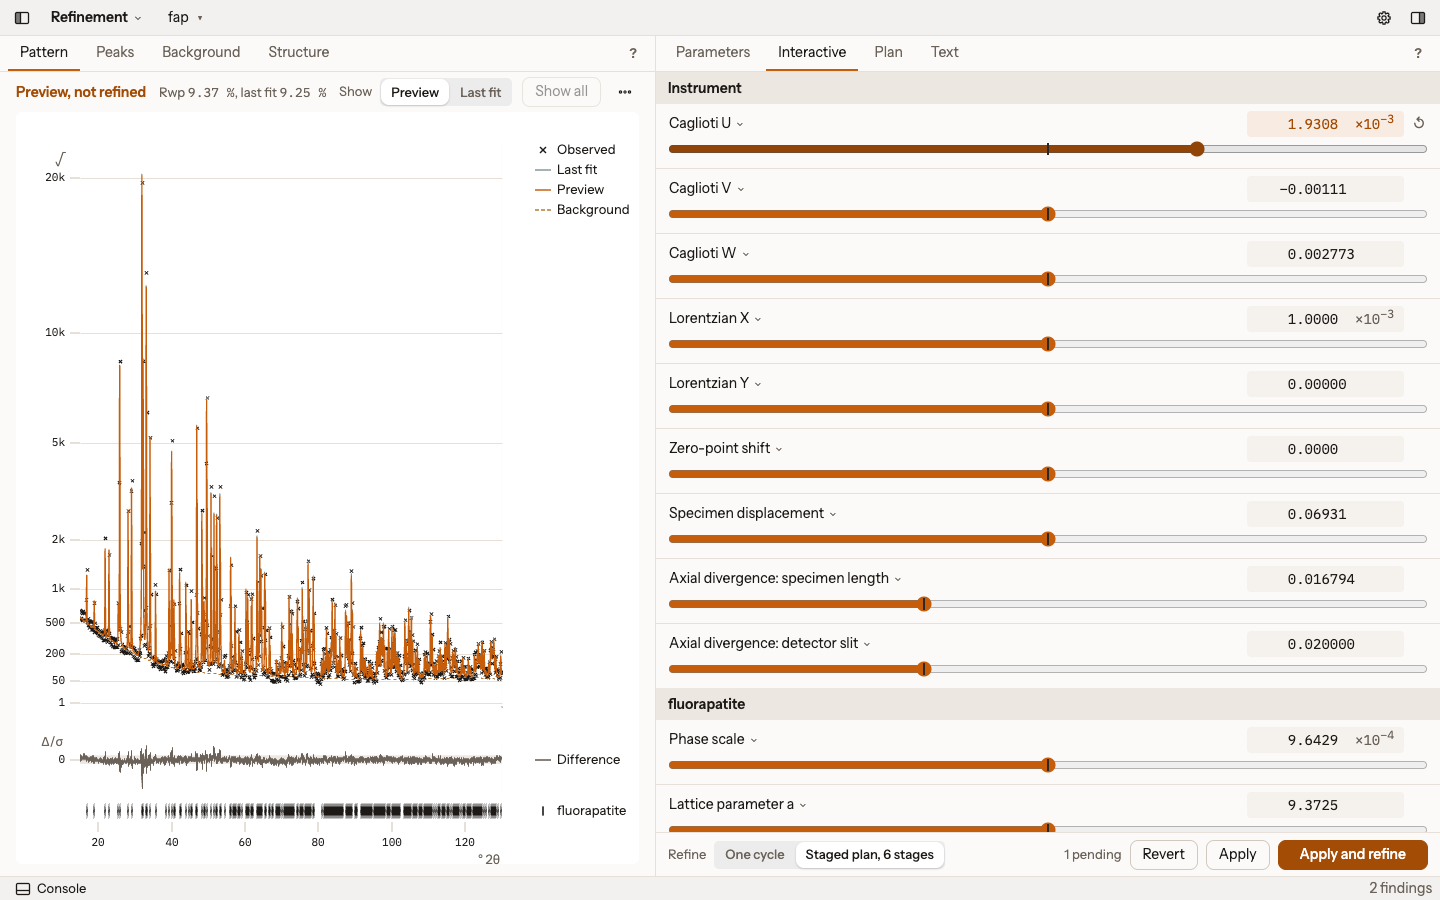 Refinement fap
Pattern Peaks Background Structure ?
Preview, not refined Rwp 9.37 %, last fit 9.25 % Show Preview Last fit Show all
√
20k
10k
5k
2k
1k
500
200
50
1
Δ/σ
0
20 40 60 80 100 120
°2θ
× Observed
Last fit
Preview
Background
Difference
fluorapatite
Parameters Interactive Plan Text ?
Instrument
Caglioti U 1.9308 ×10⁻³
Caglioti V −0.00111
Caglioti W 0.002773
Lorentzian X 1.0000 ×10⁻³
Lorentzian Y 0.00000
Zero-point shift 0.0000
Specimen displacement 0.06931
Axial divergence: specimen length 0.016794
Axial divergence: detector slit 0.020000
fluorapatite
Phase scale 9.6429 ×10⁻⁴
Lattice parameter a 9.3725
Refine One cycle Staged plan, 6 stages 1 pending Revert Apply Apply and refine
Console 2 findings